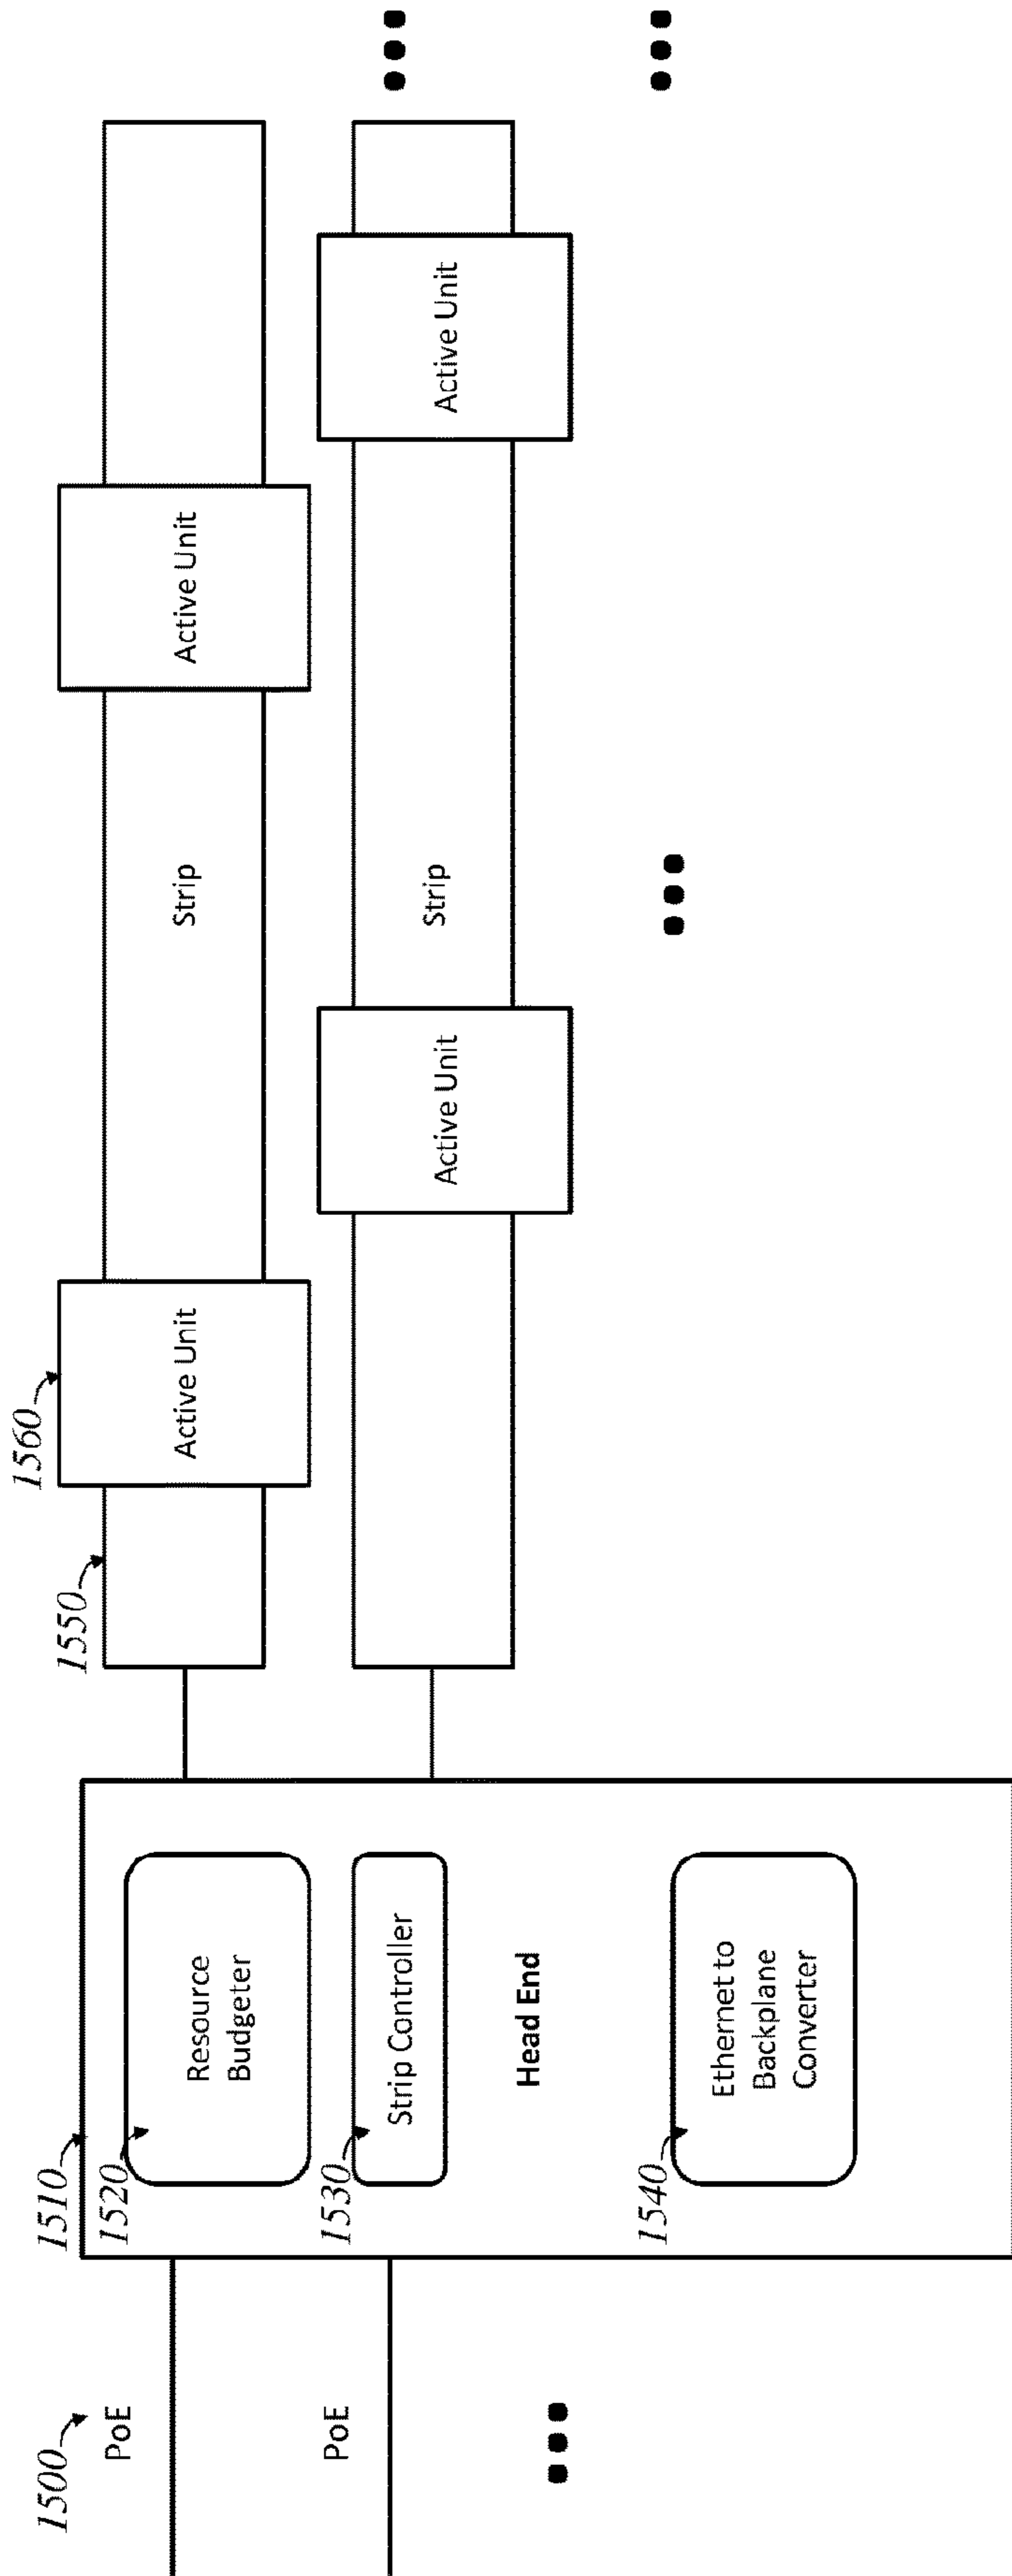 1500
PoE
PoE
1510
1520
Resource
Budgeter
1530
Strip Controller
Head End
1540
Ethernet to
Backplane
Converter
1550
1560
Active Unit
Strip
Active Unit
Active Unit
Strip
Active Unit